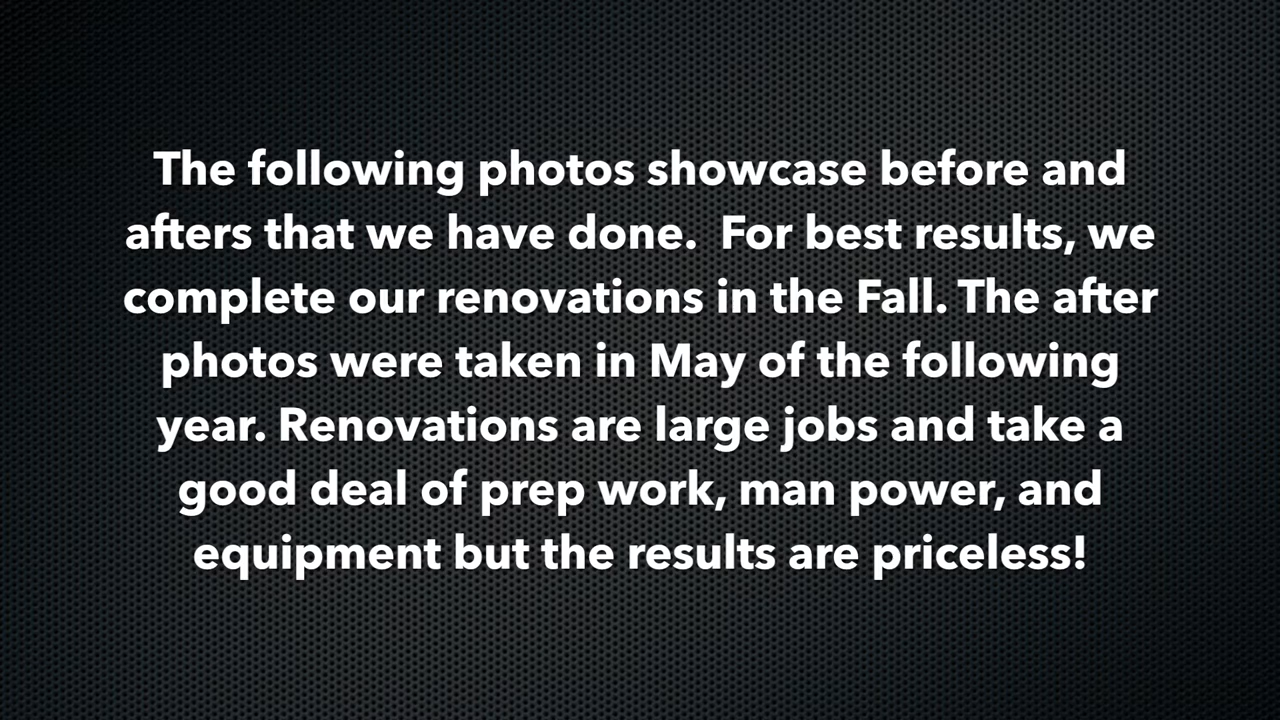 The following photos showcase before and
afters that we have done.  For best results, we
complete our renovations in the Fall. The after
photos were taken in May of the following
year. Renovations are large jobs and take a
good deal of prep work, man power, and
equipment but the results are priceless!